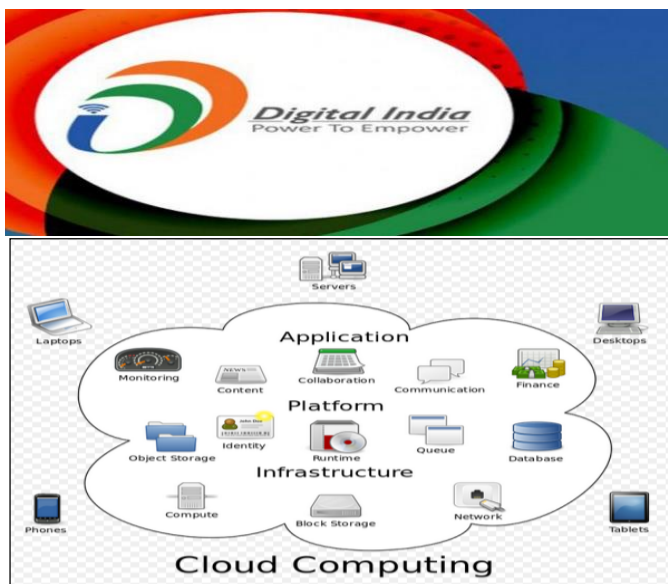 Digital India
Power To Empower
Servers
Laptops
Desktops
Application
Monitoring
Content
Collaboration
Communication
Finance
Platform
Object Storage
Identity
Runtime
Queue
Database
Infrastructure
Compute
Block Storage
Network
Phones
Tablets
Cloud Computing